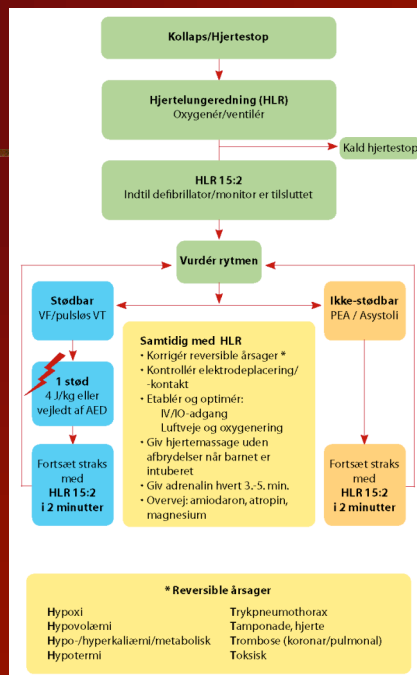 Kollaps/Hjertestop
Hjertelungeredning (HLR)
Oxygenér/ventilér
Kald hjertestop
HLR 15:2
Indtil defibrillator/monitor er tilsluttet
Vurdér rytmen
Stødbar
VF/pulsløs VT
Ikke-stødbar
PEA / Asystoli
1 stød
4 J/kg eller
vejledt af AED
Fortsæt straks
med
HLR 15:2
i 2 minutter
Samtidig med HLR
• Korrigér reversible årsager *
• Kontrollér elektrodeplacering/
-kontakt
• Etablér og optimér:
IV/IO-adgang
Luftveje og oxygenering
• Giv hjertemassage uden
afbrydelser når barnet er
intuberet
• Giv adrenalin hvert 3.-5. min.
• Overvej: amiodaron, atropin,
magnesium
Fortsæt straks
med
HLR 15:2
i 2 minutter
* Reversible årsager
Hypoxi
Hypovolæmi
Hypo-/hyperkaliæmi/metabolisk
Hypotermi
Trykpneumothorax
Tamponade, hjerte
Trombose (koronar/pulmonal)
Toksisk